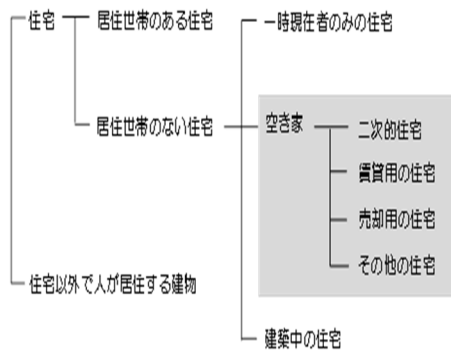 住宅
居住世帯のある住宅
一時現在者のみの住宅
居住世帯のない住宅
空き家
二次的住宅
賃貸用の住宅
売却用の住宅
その他の住宅
住宅以外で人が居住する建物
建築中の住宅